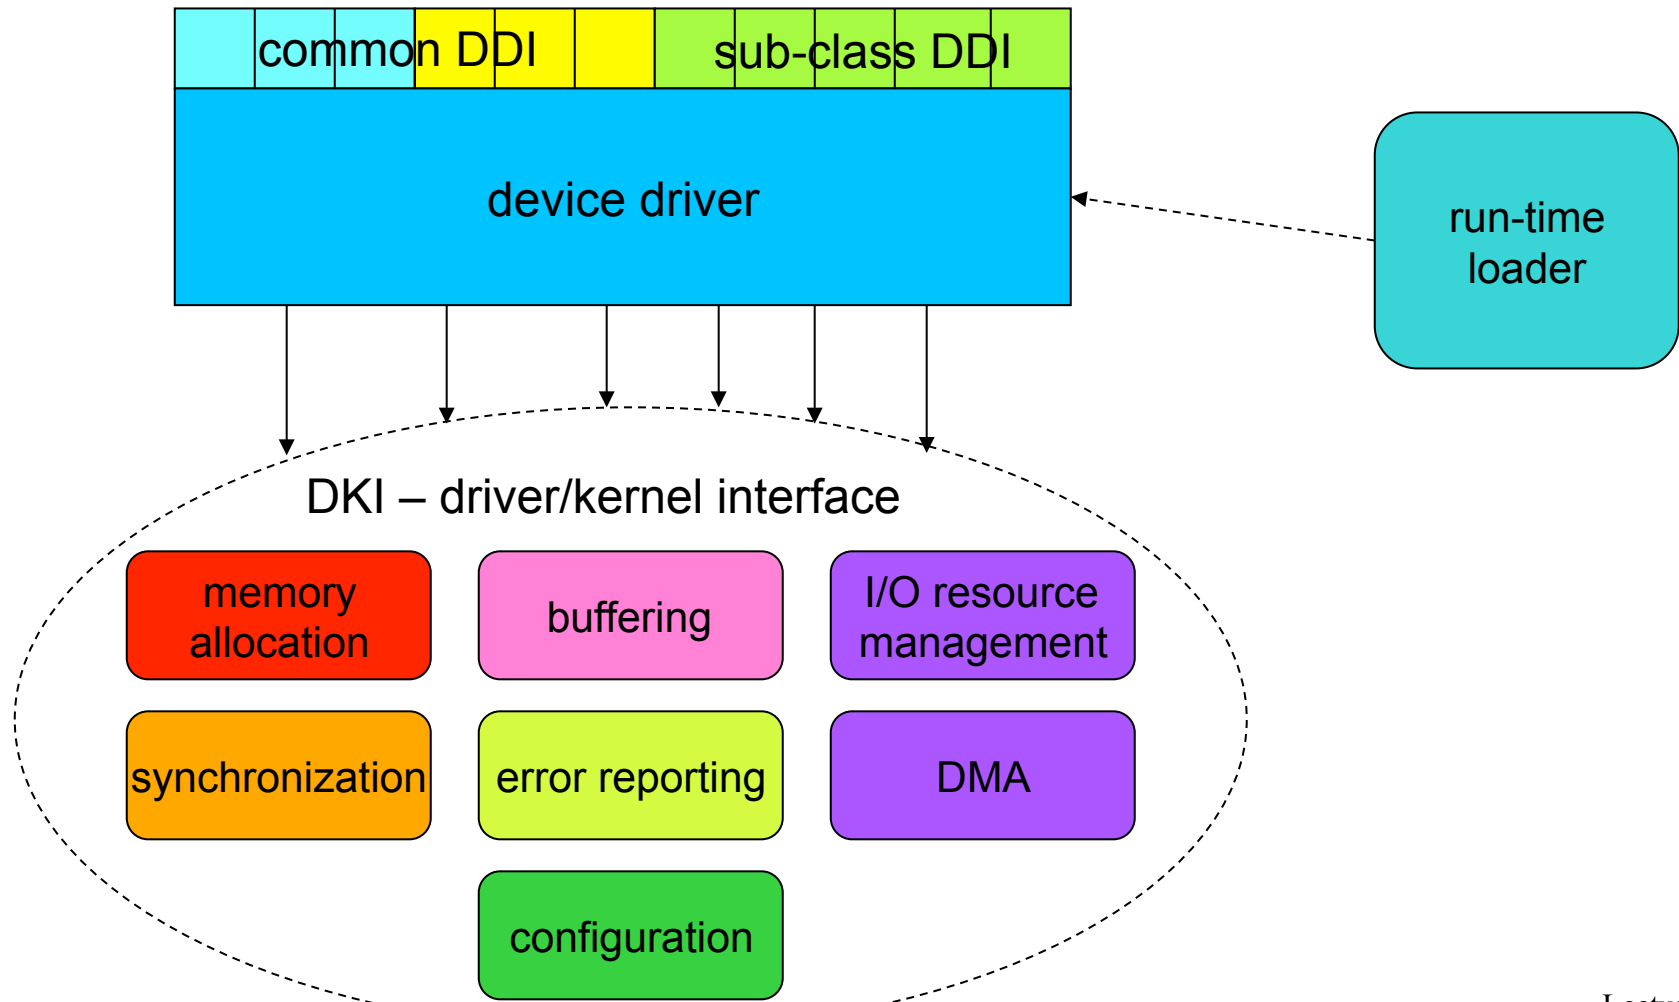 common DDI
sub-class DDI
device driver
run-time
loader
DKI – driver/kernel interface
memory
allocation
buffering
I/O resource
management
synchronization
error reporting
DMA
configuration